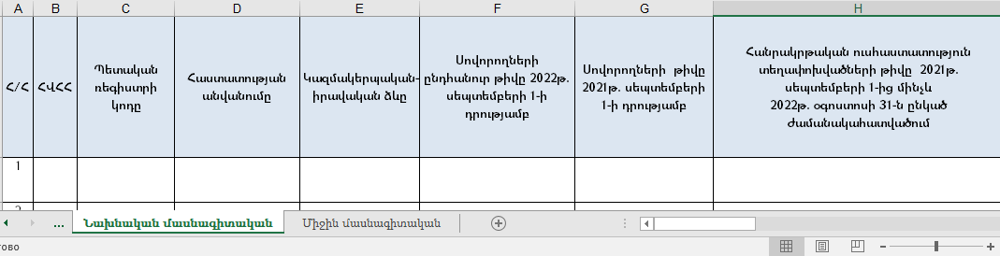 A B C D E F G H
Հ/Հ
ՀՎՀՀ
Պետական
ռեգիստրի
կոդը
Հաստատության
անվանումը
Կազմակերպական-
իրավական ձևը
Սովորողների
ընդհանուր թիվը 2022թ.
սեպտեմբերի 1-ի
դրությամբ
Սովորողների թիվը
2021թ. սեպտեմբերի
1-ի դրությամբ
Հանրակրթական ուսհաստատություն
տեղափոխվածների թիվը 2021թ.
սեպտեմբերի 1-ից մինչև
2022թ. օգոստոսի 31-ն ընկած
ժամանակահատվածում
1
... Նախնական մասնագիտական Միջին մասնագիտական
тово